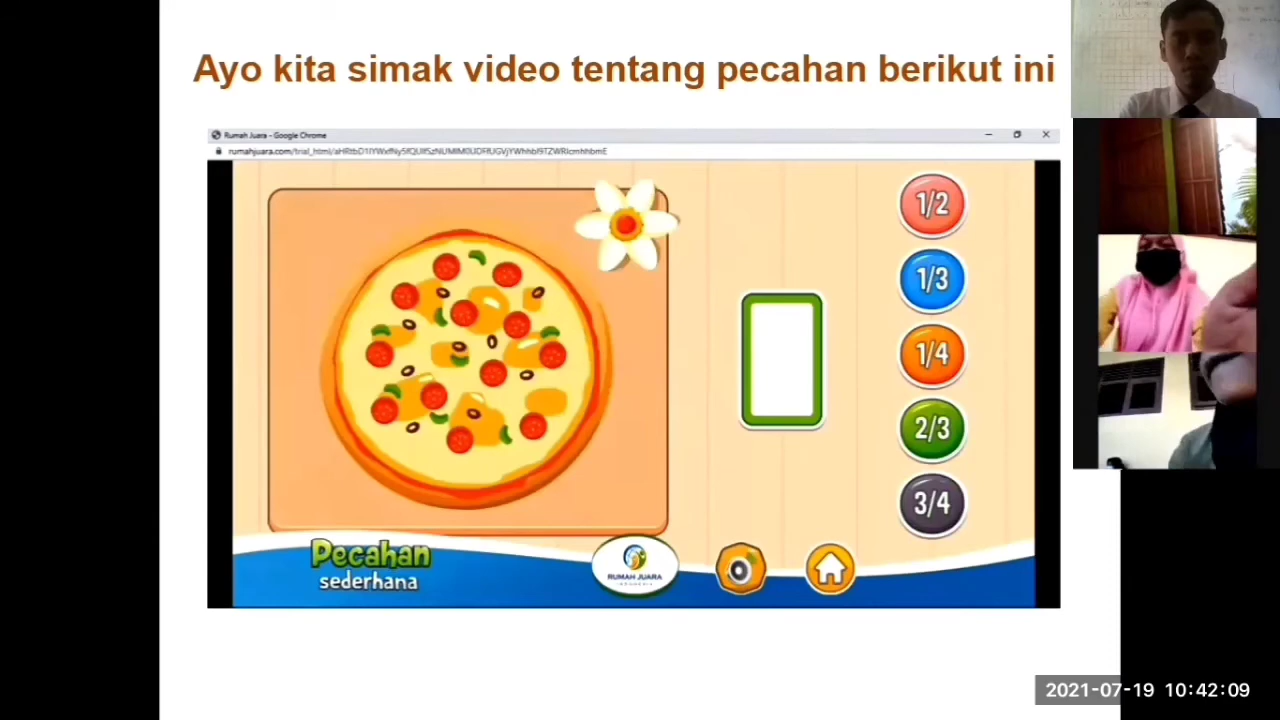 Ayo kita simak video tentang pecahan berikut ini
Rumah Juara - Google Chrome
1/2
1/3
1/4
2/3
3/4
Pecahan
sederhana
RUMAH JUARA
2021-07-19 10:42:09